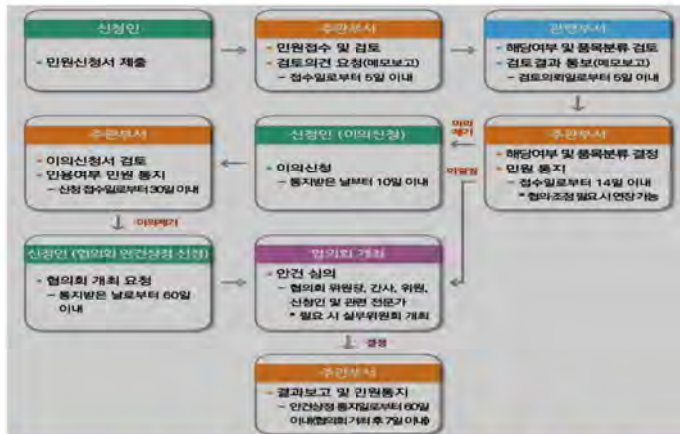 신청인
- 민원신청서 제출
주관부서
- 민원접수 및 검토
- 검토의견 요청(메모보고)
– 접수일로부터 5일 이내
관련부서
- 해당여부 및 품목분류 검토
- 검토결과 통보(메모보고)
– 검토의뢰일로부터 5일 이내
주관부서
- 해당여부 및 품목분류 결정
- 민원 통지
– 접수일로부터 14일 이내
* 협의·조정 필요시 연장 가능
이의
제기
미결정
신청인 (이의신청)
- 이의신청
– 통지받은 날부터 10일 이내
주관부서
- 이의신청서 검토
- 인용여부 민원 통지
– 신청 접수일로부터 30일 이내
이의제기
신청인 (협의회 안건상정 신청)
- 협의회 개최 요청
– 통지받은 날로부터 60일
이내
협의회 개최
- 안건 심의
– 협의회 위원장, 간사, 위원,
신청인 및 관련 전문가
* 필요 시 실무위원회 개최
결정
주관부서
- 결과보고 및 민원통지
– 안건상정 통지일로부터 60일
이내(협의회 개최 후 7일 이내)